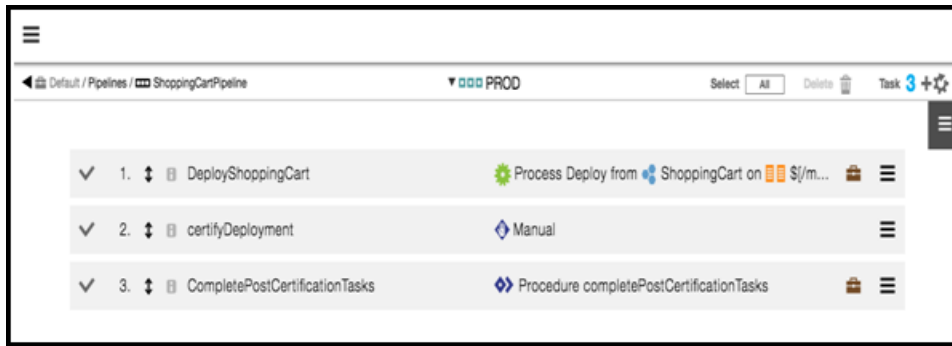 Default / Pipelines / ShoppingCartPipeline PROD Select All Delete Task 3
1. DeployShoppingCart Process Deploy from ShoppingCart on $[/m...
2. certifyDeployment Manual
3. CompletePostCertificationTasks Procedure completePostCertificationTasks